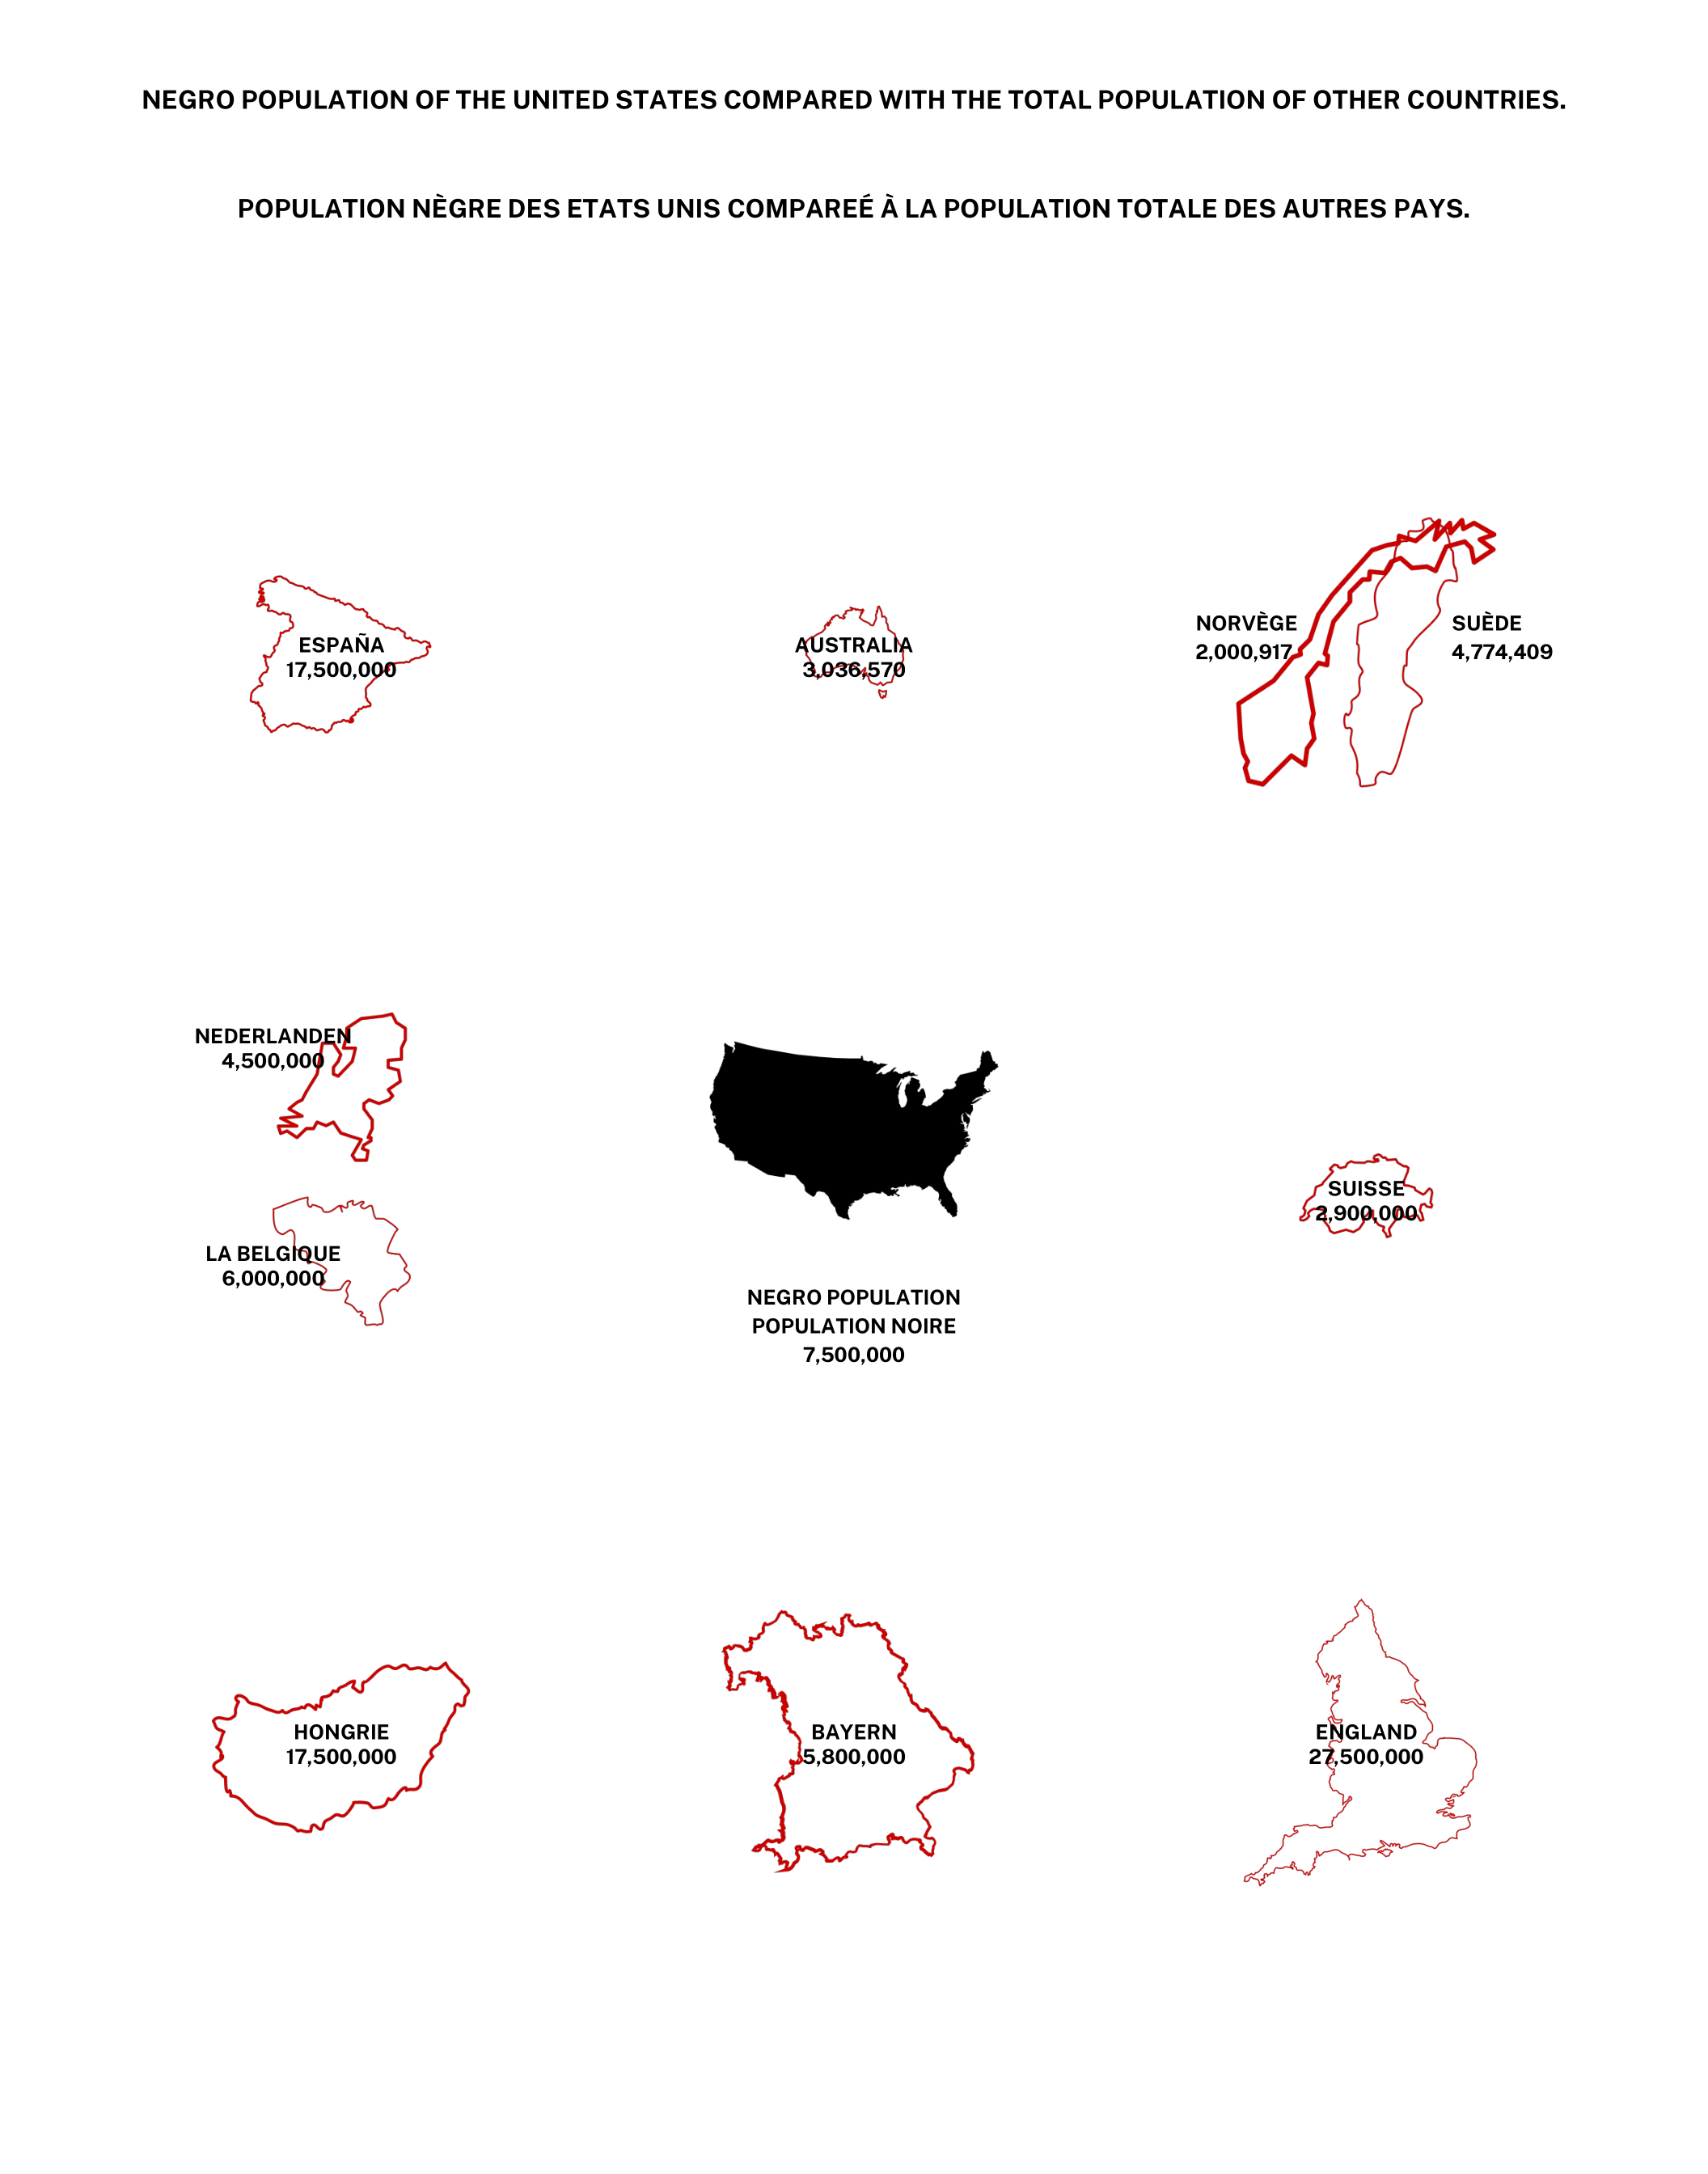 NEGRO POPULATION OF THE UNITED STATES COMPARED WITH THE TOTAL POPULATION OF OTHER COUNTRIES.
POPULATION NÈGRE DES ETATS UNIS COMPAREÉ À LA POPULATION TOTALE DES AUTRES PAYS.
ESPAÑA
17,500,000
AUSTRALIA
3,036,570
NORVÈGE
2,000,917
SUÈDE
4,774,409
NEDERLANDEN
4,500,000
LA BELGIQUE
6,000,000
NEGRO POPULATION
POPULATION NOIRE
7,500,000
SUISSE
2,900,000
HONGRIE
17,500,000
BAYERN
5,800,000
ENGLAND
27,500,000